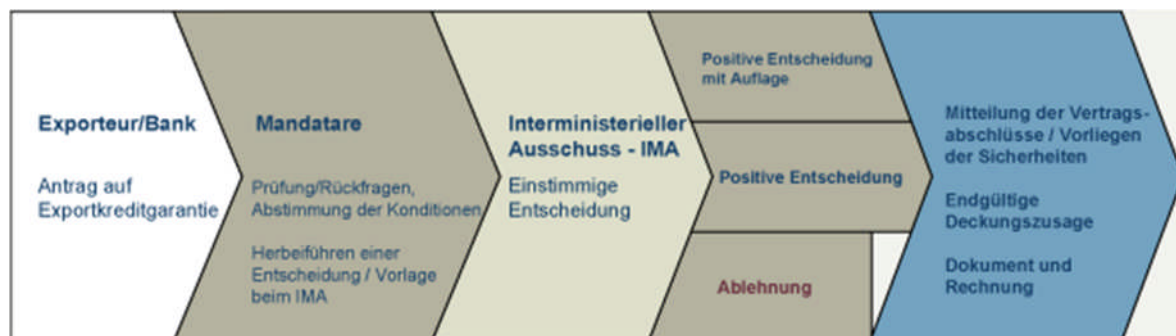 Exporteur/Bank
Antrag auf
Exportkreditgarantie
Mandatare
Prüfung/Rückfragen,
Abstimmung der Konditionen
Herbeiführen einer
Entscheidung / Vorlage
beim IMA
Interministerieller
Ausschuss - IMA
Einstimmige
Entscheidung
Positive Entscheidung
mit Auflage
Positive Entscheidung
Ablehnung
Mitteilung der Vertrags-
abschlüsse / Vorliegen
der Sicherheiten
Endgültige
Deckungszusage
Dokument und
Rechnung